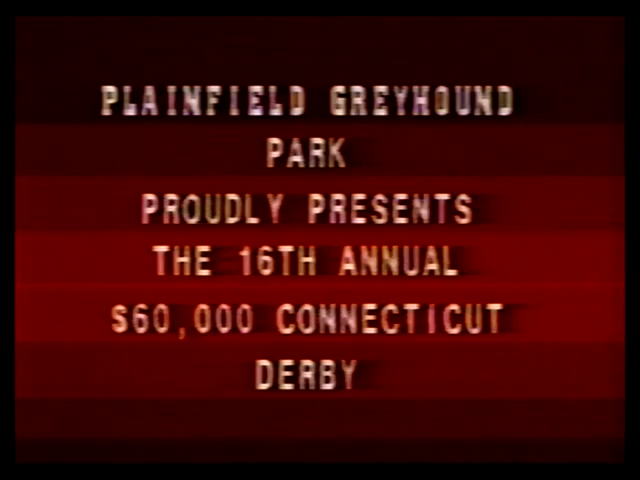 PLAINFIELD GREYHOUND
PARK
PROUDLY PRESENTS
THE 16TH ANNUAL
$60,000 CONNECTICUT
DERBY